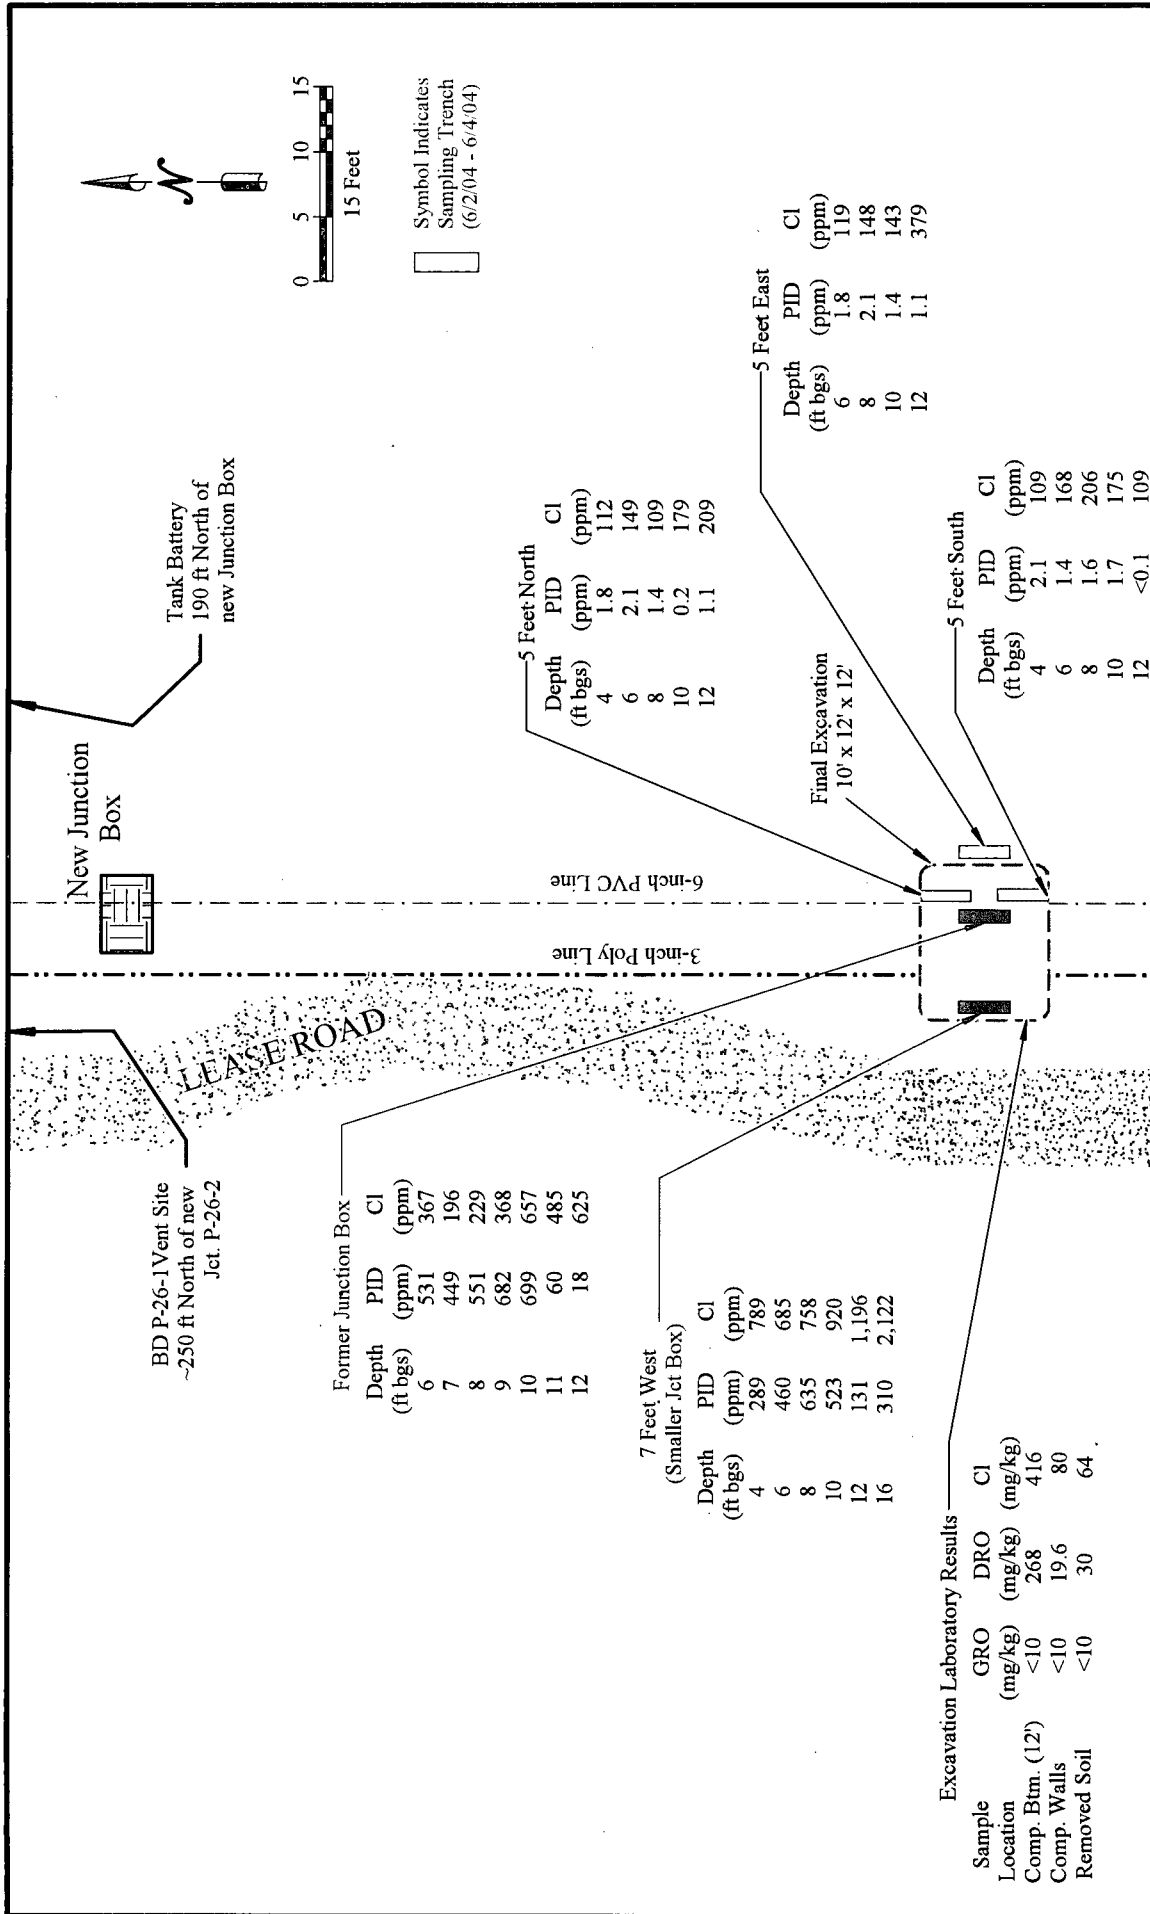 BD P-26-1Vent Site
~250 ft North of new
Jct. P-26-2
LEASE ROAD
New Junction
Box
Tank Battery
190 ft North of
new Junction Box
N
0 5 10 15
15 Feet
Symbol Indicates
Sampling Trench
(6/2/04 - 6/4/04)
3-inch Poly Line
6-inch PVC Line
Former Junction Box
Depth PID Cl
(ft bgs) (ppm) (ppm)
6 531 367
7 449 196
8 551 229
9 682 368
10 699 657
11 60 485
12 18 625
5 Feet North
Depth PID Cl
(ft bgs) (ppm) (ppm)
4 1.8 112
6 2.1 149
8 1.4 109
10 0.2 179
12 1.1 209
7 Feet West
(Smaller Jct Box)
Depth PID Cl
(ft bgs) (ppm) (ppm)
4 289 789
6 460 685
8 635 758
10 523 920
12 131 1,196
16 310 2,122
5 Feet East
Depth PID Cl
(ft bgs) (ppm) (ppm)
6 1.8 119
8 2.1 148
10 1.4 143
12 1.1 379
Final Excavation
10' x 12' x 12'
5 Feet South
Depth PID Cl
(ft bgs) (ppm) (ppm)
4 2.1 109
6 1.4 168
8 1.6 206
10 1.7 175
12 <0.1 109
Excavation Laboratory Results
Sample GRO DRO Cl
Location (mg/kg) (mg/kg) (mg/kg)
Comp. Btm. (12') <10 268 416
Comp. Walls <10 19.6 80
Removed Soil <10 30 64